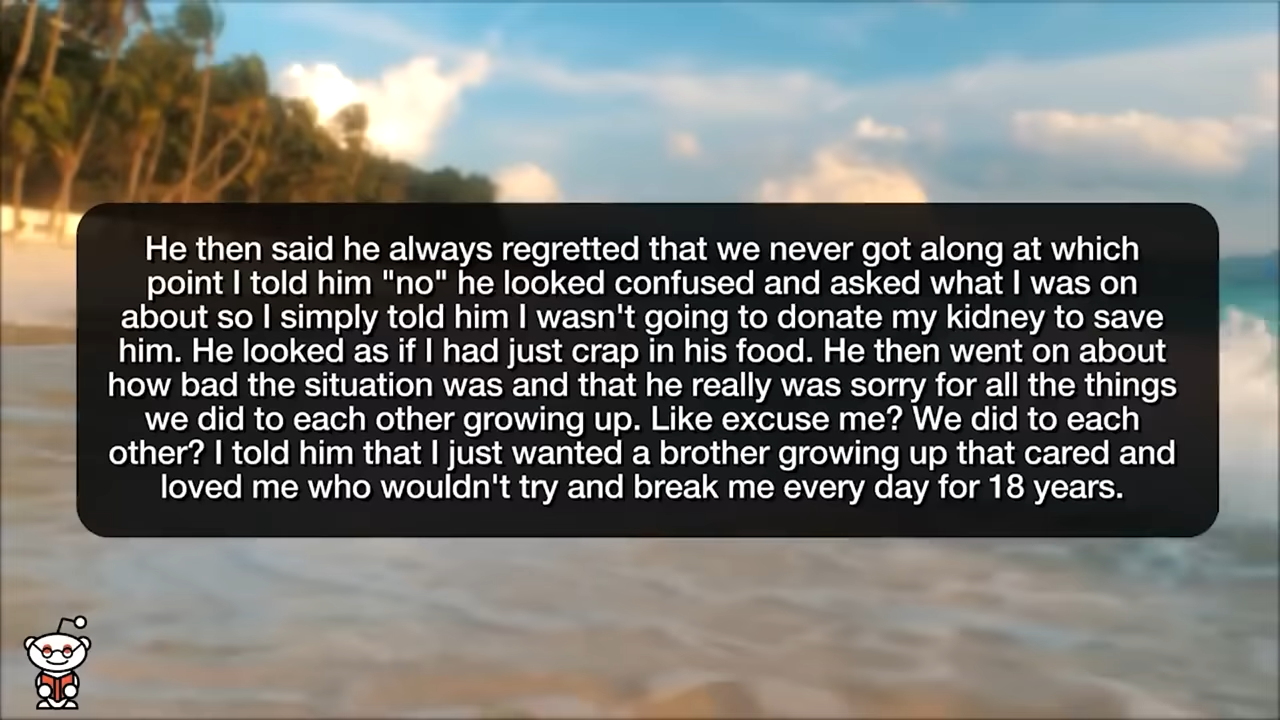 He then said he always regretted that we never got along at which
point I told him "no" he looked confused and asked what I was on
about so I simply told him I wasn't going to donate my kidney to save
him. He looked as if I had just crap in his food. He then went on about
how bad the situation was and that he really was sorry for all the things
we did to each other growing up. Like excuse me? We did to each
other? I told him that I just wanted a brother growing up that cared and
loved me who wouldn't try and break me every day for 18 years.